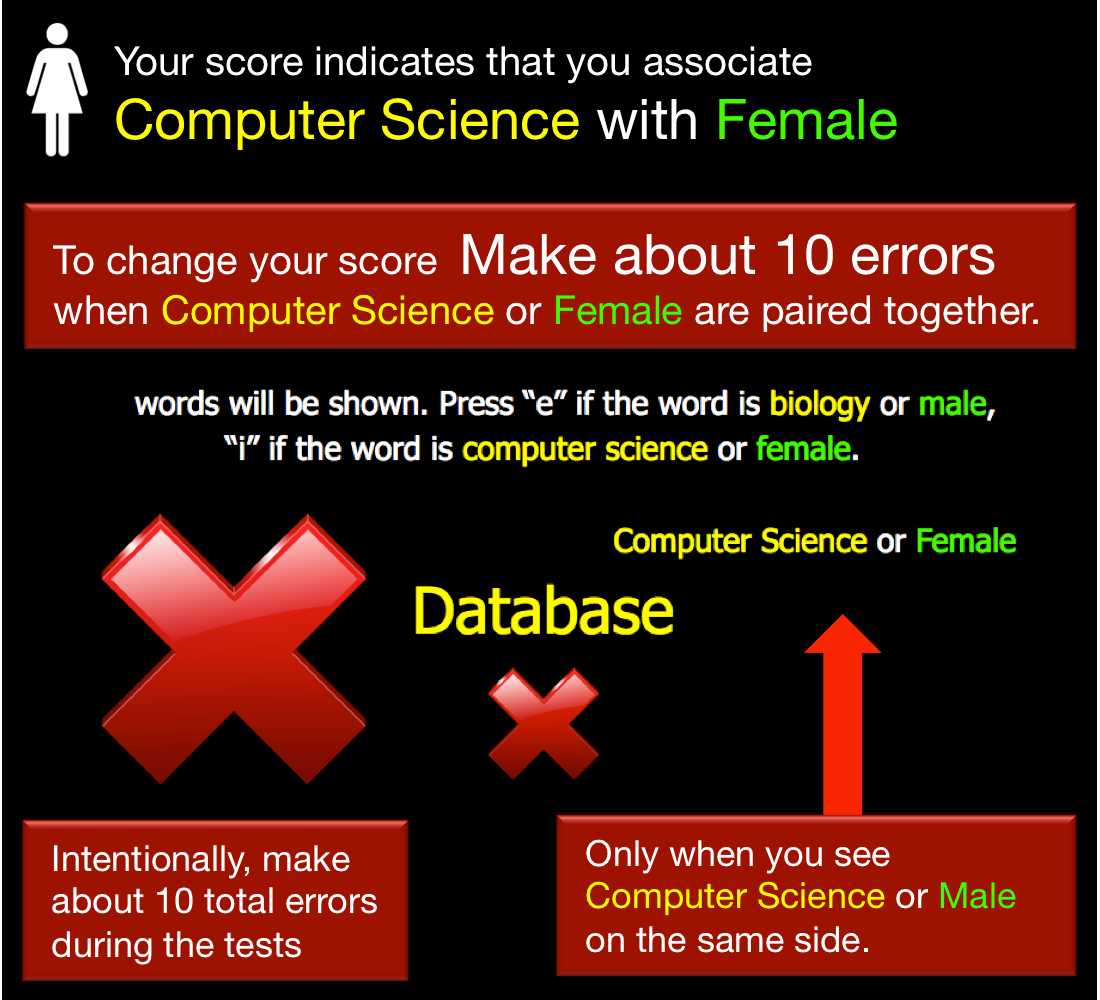 Your score indicates that you associate
Computer Science with Female
To change your score Make about 10 errors
when Computer Science or Female are paired together.
words will be shown. Press “e” if the word is biology or male,
“i” if the word is computer science or female.
Computer Science or Female
Database
Intentionally, make
about 10 total errors
during the tests
Only when you see
Computer Science or Male
on the same side.